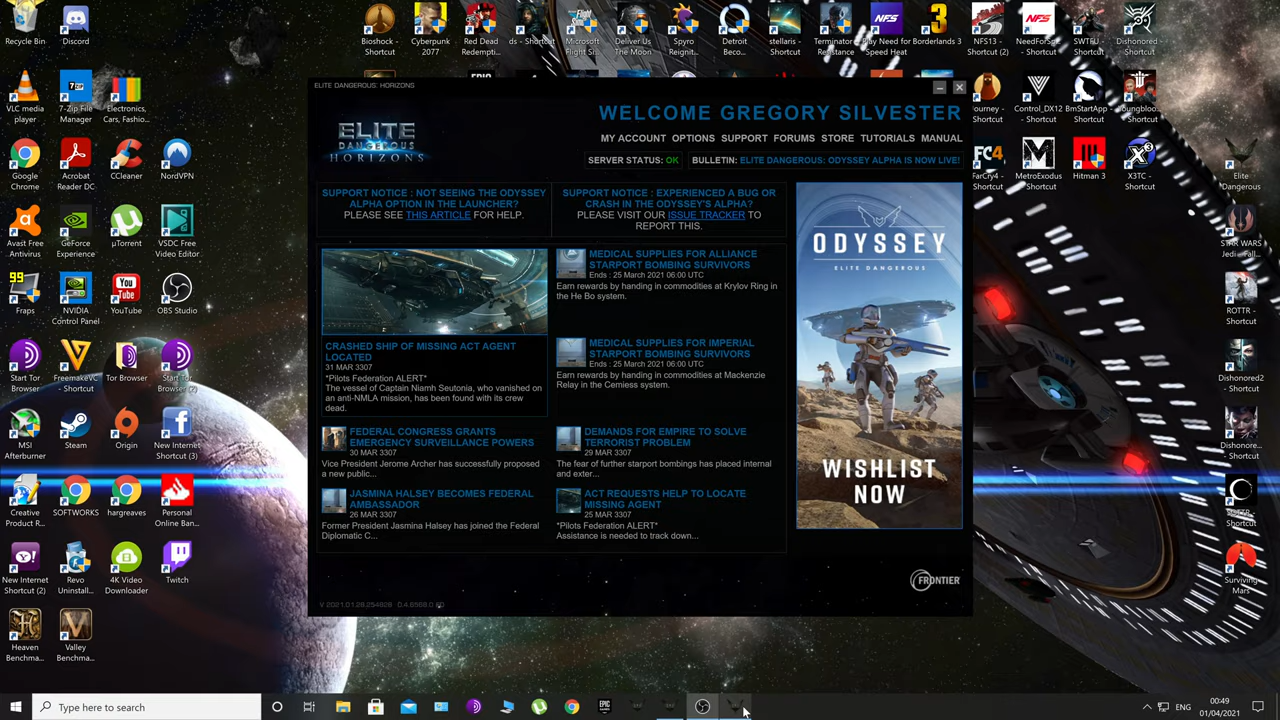 Recycle Bin
Discord
Bioshock - Shortcut
Cyberpunk 2077
Red Dead Redempti...
ds - Shortcut
Microsoft Flight Si...
Deliver Us The Moon
Spyro Reignit...
Detroit Beco...
stellaris - Shortcut
Terminator Resistance
Play Need for Speed Heat
Borderlands 3
NFS13 - Shortcut (2)
NeedForSp... - Shortcut
SWTFU - Shortcut
Dishonored - Shortcut
VLC media player
7-Zip File Manager
Electronics, Cars, Fashio...
Journey - Shortcut
Control_DX12 - Shortcut
BmStartApp - Shortcut
Youngbloo... - Shortcut
Google Chrome
Acrobat Reader DC
CCleaner
NordVPN
FarCry4 - Shortcut
MetroExodus - Shortcut
Hitman 3
X3TC - Shortcut
Elite Dangerous
Avast Free Antivirus
GeForce Experience
µTorrent
VSDC Free Video Editor
STAR WARS Jedi - Fall...
99
Fraps
NVIDIA Control Panel
You Tube
YouTube
OBS Studio
ROTTR - Shortcut
Start Tor Browser
FreemakeVC - Shortcut
Tor Browser
Start Tor Browser (2)
Dishonored2 - Shortcut
MSI Afterburner
Steam
Origin
New Internet Shortcut (3)
Dishonore... - Shortcut
Creative Product R...
SOFTWORKS
hargreaves
Personal Online Ban...
New Internet Shortcut (2)
Revo Uninstall...
4K Video Downloader
Twitch
Surviving Mars
Heaven Benchma...
Valley Benchma...
ELITE DANGEROUS: HORIZONS
ELITE
DANGEROUS
HORIZONS
WELCOME GREGORY SILVESTER
MY ACCOUNT OPTIONS SUPPORT FORUMS STORE TUTORIALS MANUAL
SERVER STATUS: OK
BULLETIN: ELITE DANGEROUS: ODYSSEY ALPHA IS NOW LIVE!
SUPPORT NOTICE : NOT SEEING THE ODYSSEY
ALPHA OPTION IN THE LAUNCHER?
PLEASE SEE THIS ARTICLE FOR HELP.
SUPPORT NOTICE : EXPERIENCED A BUG OR
CRASH IN THE ODYSSEY'S ALPHA?
PLEASE VISIT OUR ISSUE TRACKER TO
REPORT THIS.
CRASHED SHIP OF MISSING ACT AGENT
LOCATED
31 MAR 3307
*Pilots Federation ALERT*
The vessel of Captain Niamh Seutonia, who vanished on
an anti-NMLA mission, has been found with its crew
dead.
MEDICAL SUPPLIES FOR ALLIANCE
STARPORT BOMBING SURVIVORS
Ends : 25 March 2021 06:00 UTC
Earn rewards by handing in commodities at Krylov Ring in
the He Bo system.
MEDICAL SUPPLIES FOR IMPERIAL
STARPORT BOMBING SURVIVORS
Ends : 25 March 2021 06:00 UTC
Earn rewards by handing in commodities at Mackenzie
Relay in the Cemiess system.
FEDERAL CONGRESS GRANTS
EMERGENCY SURVEILLANCE POWERS
30 MAR 3307
Vice President Jerome Archer has successfully proposed
a new public...
DEMANDS FOR EMPIRE TO SOLVE
TERRORIST PROBLEM
29 MAR 3307
The fear of further starport bombings has placed internal
and exter...
JASMINA HALSEY BECOMES FEDERAL
AMBASSADOR
26 MAR 3307
Former President Jasmina Halsey has joined the Federal
Diplomatic C...
ACT REQUESTS HELP TO LOCATE
MISSING AGENT
25 MAR 3307
*Pilots Federation ALERT*
Assistance is needed to track down...
ODYSSEY
ELITE DANGEROUS
WISHLIST
NOW
FRONTIER
Type here to search
ENG
00:49
01/04/2021